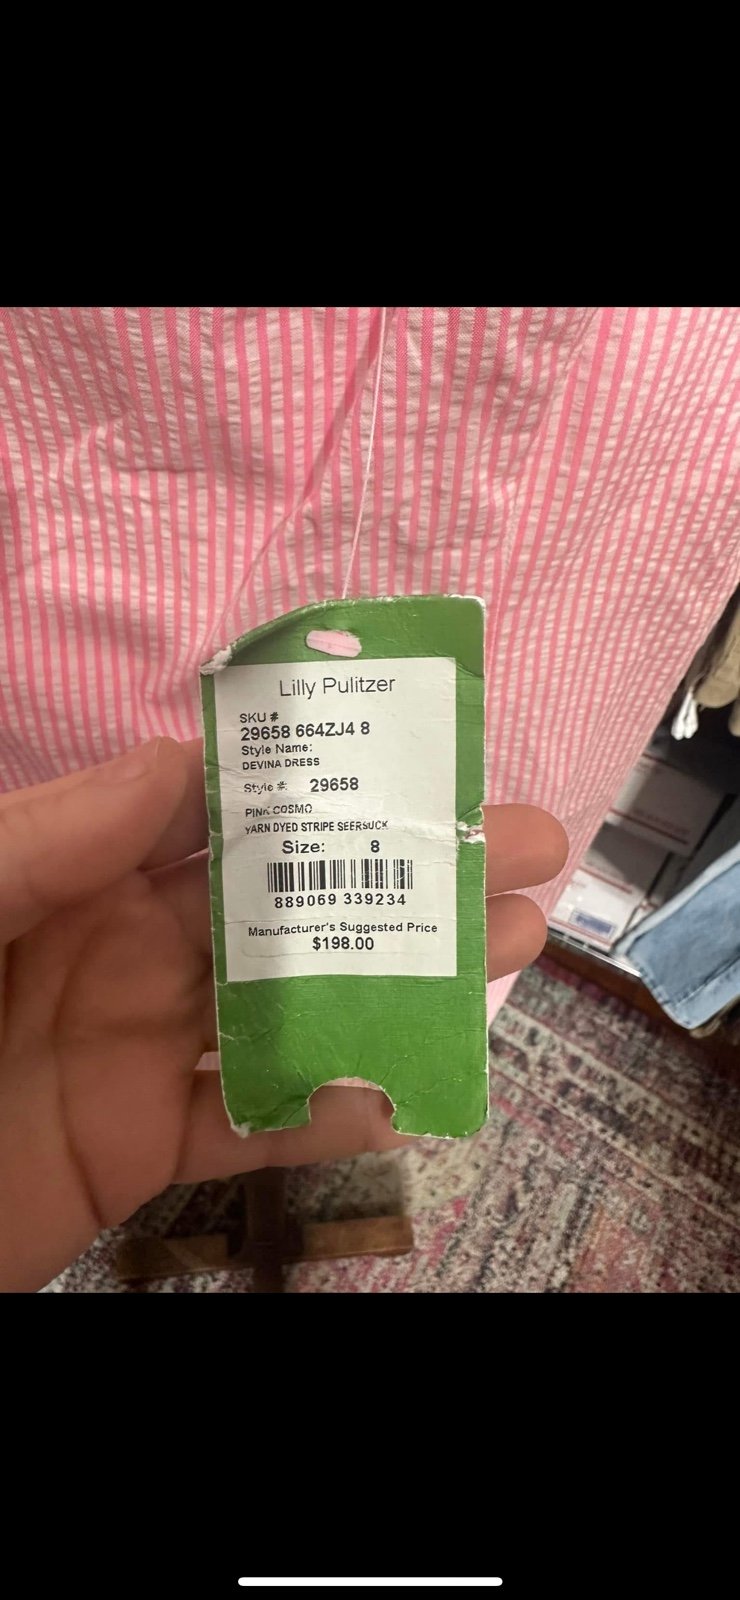 Lilly Pulitzer
SKU #
29658 664ZJ4 8
Style Name:
DEVINA DRESS
Style #: 29658
PINK COSMO
YARN DYED STRIPE SEERSUCK
Size: 8
889069 339234
Manufacturer's Suggested Price
$198.00